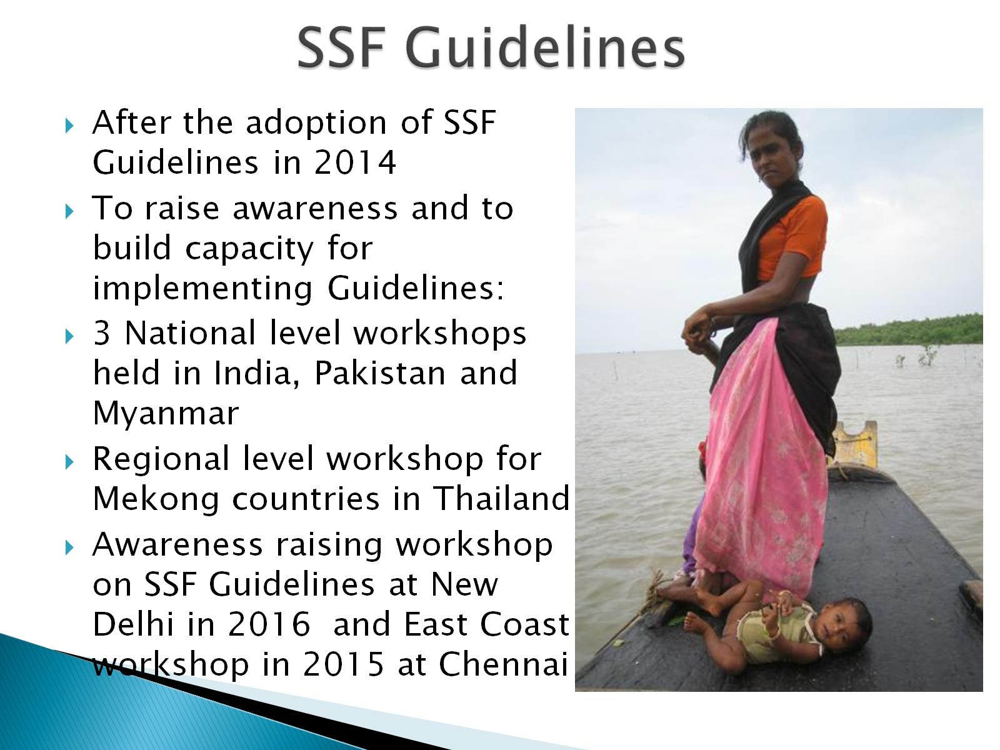 SSF Guidelines
After the adoption of SSF
Guidelines in 2014
To raise awareness and to
build capacity for
implementing Guidelines:
3 National level workshops
held in India, Pakistan and
Myanmar
Regional level workshop for
Mekong countries in Thailand
Awareness raising workshop
on SSF Guidelines at New
Delhi in 2016  and East Coast
workshop in 2015 at Chennai